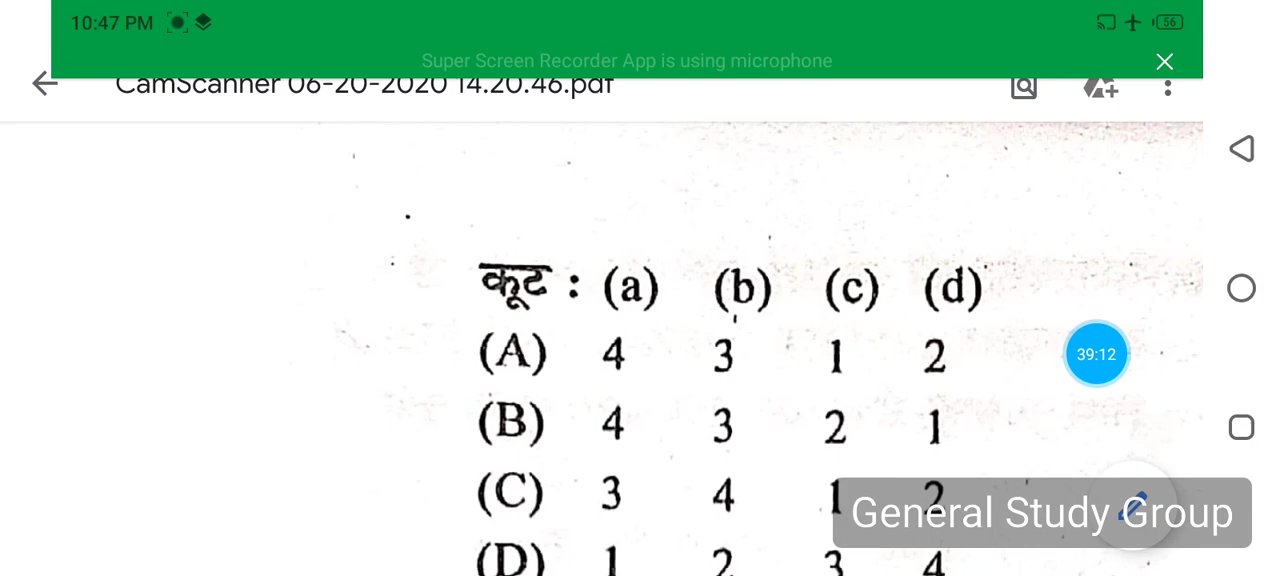 10:47 PM 56
Super Screen Recorder App is using microphone
CamScanner 06-20-2020 14.20.46.pdf
कूट : (a) (b) (c) (d)
(A) 4 3 1 2
39:12
(B) 4 3 2 1
(C) 3 4 1 2
General Study Group
(D) 1 2 3 4